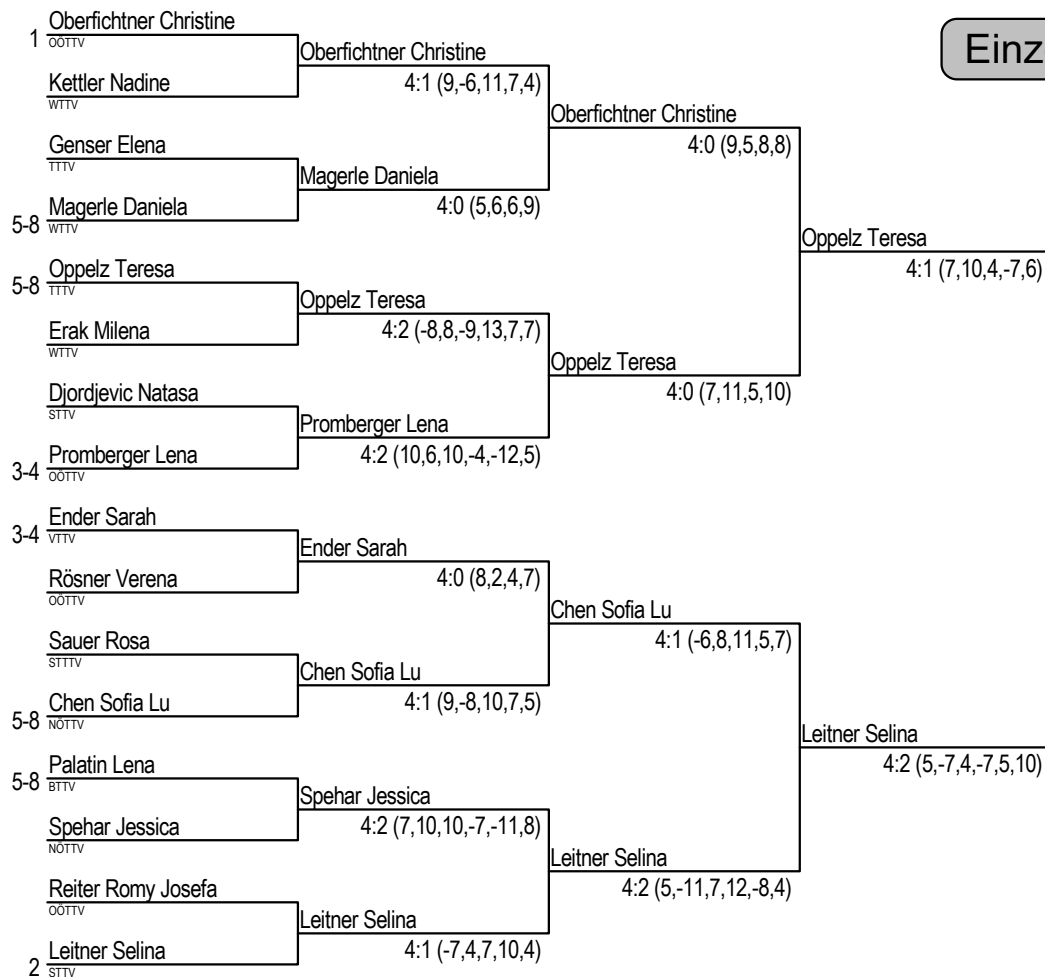 Einz
1 Oberfichtner Christine
OÖTTV
Kettler Nadine
WTTV
Genser Elena
TTTV
5-8 Magerle Daniela
WTTV
5-8 Oppelz Teresa
TTTV
Erak Milena
WTTV
Djordjevic Natasa
STTV
3-4 Promberger Lena
OÖTTV
3-4 Ender Sarah
VTTV
Rösner Verena
OÖTTV
Sauer Rosa
STTTV
5-8 Chen Sofia Lu
NÖTTV
5-8 Palatin Lena
BTTV
Spehar Jessica
NÖTTV
Reiter Romy Josefa
OÖTTV
2 Leitner Selina
STTV
Oberfichtner Christine
4:1 (9,-6,11,7,4)
Magerle Daniela
4:0 (5,6,6,9)
Oppelz Teresa
4:2 (-8,8,-9,13,7,7)
Promberger Lena
4:2 (10,6,10,-4,-12,5)
Ender Sarah
4:0 (8,2,4,7)
Chen Sofia Lu
4:1 (9,-8,10,7,5)
Spehar Jessica
4:2 (7,10,10,-7,-11,8)
Leitner Selina
4:1 (-7,4,7,10,4)
Oberfichtner Christine
4:0 (9,5,8,8)
Oppelz Teresa
4:0 (7,11,5,10)
Chen Sofia Lu
4:1 (-6,8,11,5,7)
Leitner Selina
4:2 (5,-11,7,12,-8,4)
Oppelz Teresa
4:1 (7,10,4,-7,6)
Leitner Selina
4:2 (5,-7,4,-7,5,10)